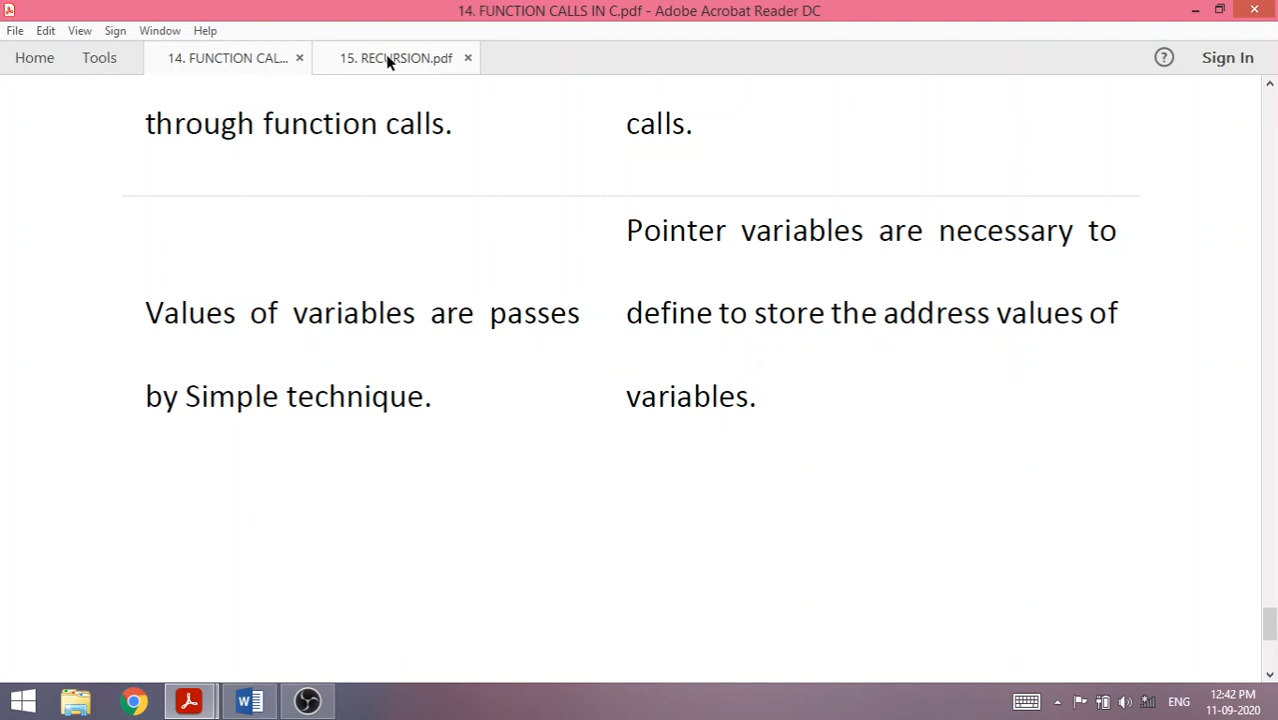 14. FUNCTION CALLS IN C.pdf - Adobe Acrobat Reader DC
File Edit View Sign Window Help
Home Tools 14. FUNCTION CAL... × 15. RECURSION.pdf × ? Sign In
through function calls. calls.
Pointer variables are necessary to
Values of variables are passes define to store the address values of
by Simple technique. variables.
ENG 12:42 PM
11-09-2020